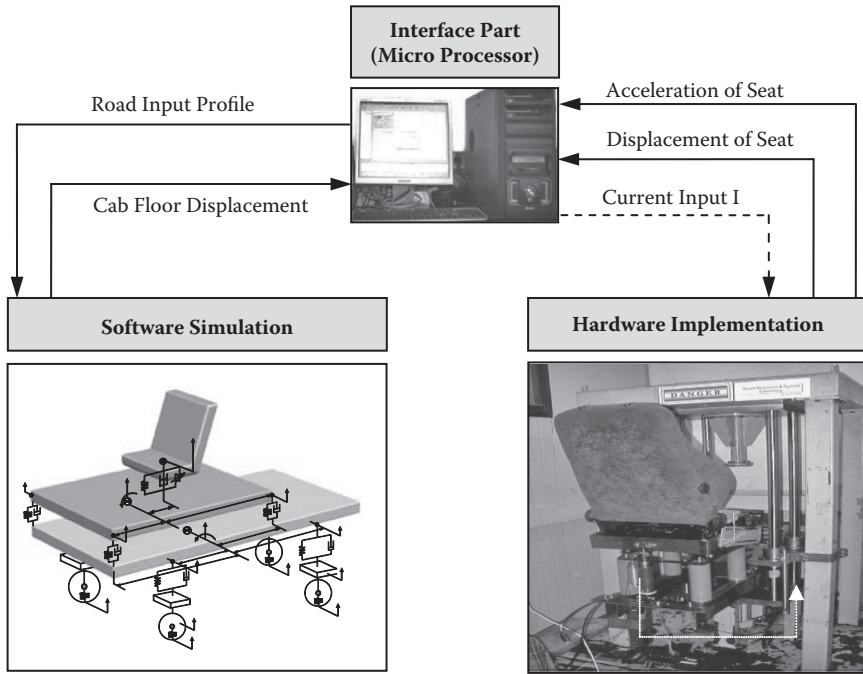 Interface Part
(Micro Processor)
Road Input Profile
Acceleration of Seat
Displacement of Seat
Cab Floor Displacement
Current Input I
Software Simulation
Hardware Implementation
DANGER